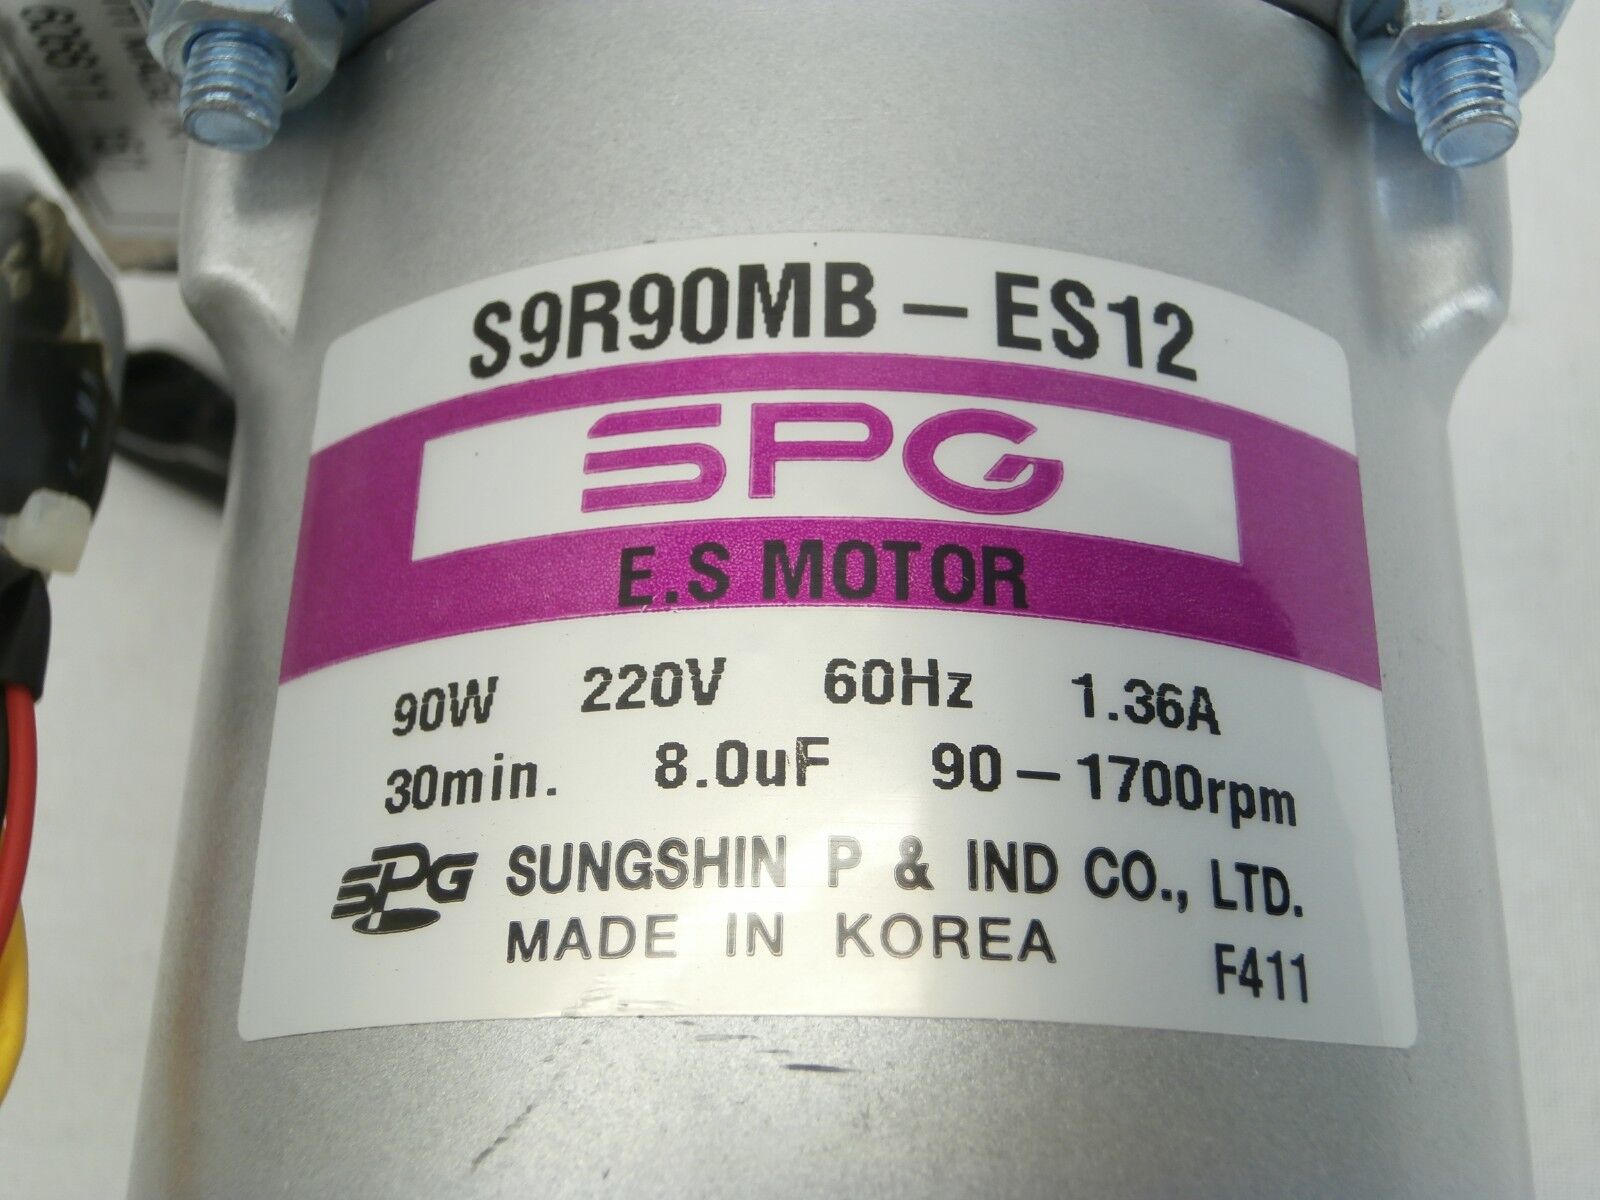 S9R90MB-ES12
SPG
E.S MOTOR
90W 220V 60Hz 1.36A
30min. 8.0uF 90-1700rpm
SPG SUNGSHIN P & IND CO., LTD.
MADE IN KOREA
F411